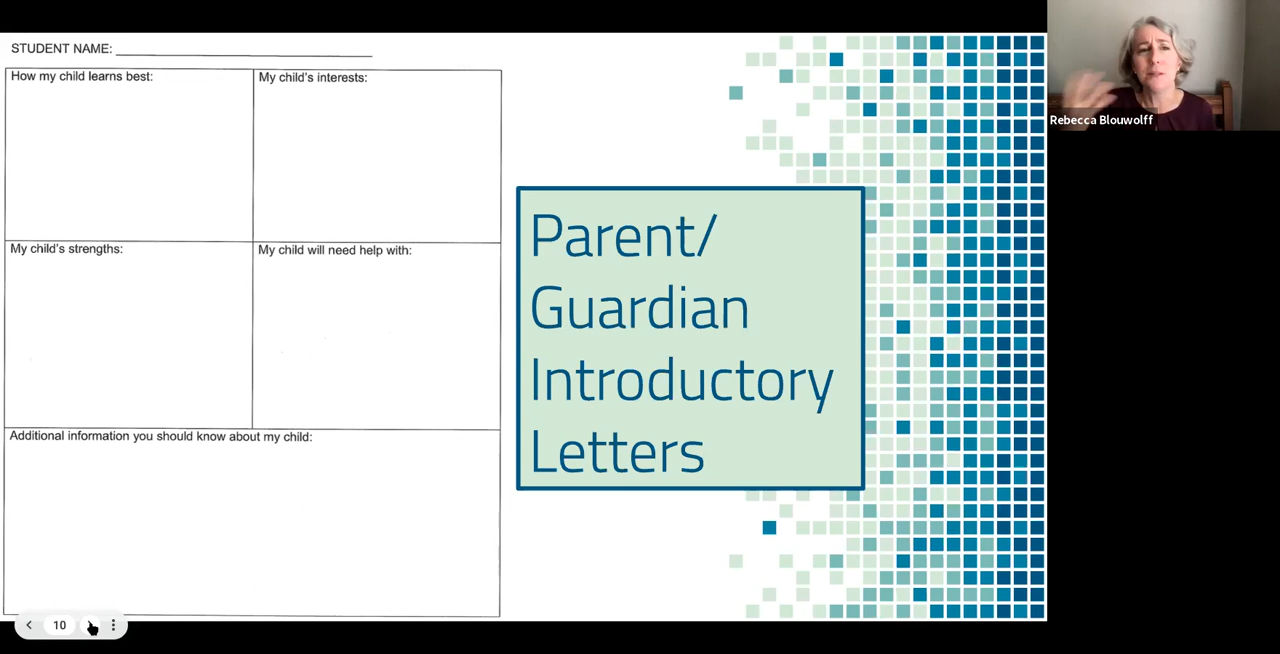 STUDENT NAME:
How my child learns best:
My child's interests:
My child's strengths:
My child will need help with:
Additional information you should know about my child:
Parent/
Guardian
Introductory
Letters
Rebecca Blouwolff
10